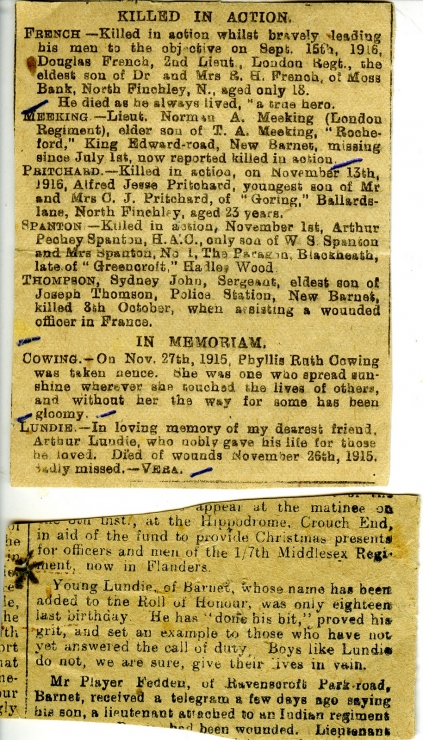 KILLED IN ACTION.
FRENCH.—Killed in action whilst bravely leading
his men to the objective on Sept. 15th, 1916,
Douglas French, 2nd Lieut., London Regt., the
eldest son of Dr and Mrs R. H. French, of Moss
Bank, North Finchley, N., aged only 18.
He died as he always lived, "a true hero.
MEEKING.—Lieut. Norman A. Meeking (London
Regiment), elder son of T. A. Meeking, "Roche-
ford," King Edward-road, New Barnet, missing
since July 1st, now reported killed in action.
PRITCHARD.—Killed in action, on November 13th,
1916, Alfred Jesse Pritchard, youngest son of Mr
and Mrs C. J. Pritchard, of "Goring," Ballards-
lane, North Finchley, aged 23 years.
SPANTON—Killed in action, November 1st, Arthur
Pechey Spanton, H.A.C., only son of W. S. Spanton
and Mrs Spanton, No 1, The Paragon, Blackheath,
late of "Greencroft," Hadley Wood
THOMPSON, Sydney John, Sergeant, eldest son of
Joseph Thomson, Police Station, New Barnet,
killed 8th October, when assisting a wounded
officer in France.
IN MEMORIAM.
COWING.—On Nov. 27th, 1915, Phyllis Ruth Cowing
was taken hence. She was one who spread sun-
shine wherever she touched the lives of others,
and without her the way for some has been
gloomy.
LUNDIE.—In loving memory of my dearest friend,
Arthur Lundie, who nobly gave his life for those
he loved. Died of wounds November 26th, 1915.
Sadly missed.—VERA.
appear at the matinee on
inst., at the Hippodrome, Crouch End,
in aid of the fund to provide Christmas presents
for officers and men of the 1/7th Middlesex Regi-
ment, now in Flanders.
Young Lundie, of Barnet, whose name has been
added to the Roll of Honour, was only eighteen
last birthday. He has "done his bit," proved his
grit, and set an example to those who have not
yet answered the call of duty. Boys like Lundie
do not, we are sure, give their lives in vain.
Mr Player Fedden, of Ravenscroft Park-road,
Barnet, received a telegram a few days ago saying
his son, a lieutenant attached to an Indian regiment
had been wounded. Lieutenant